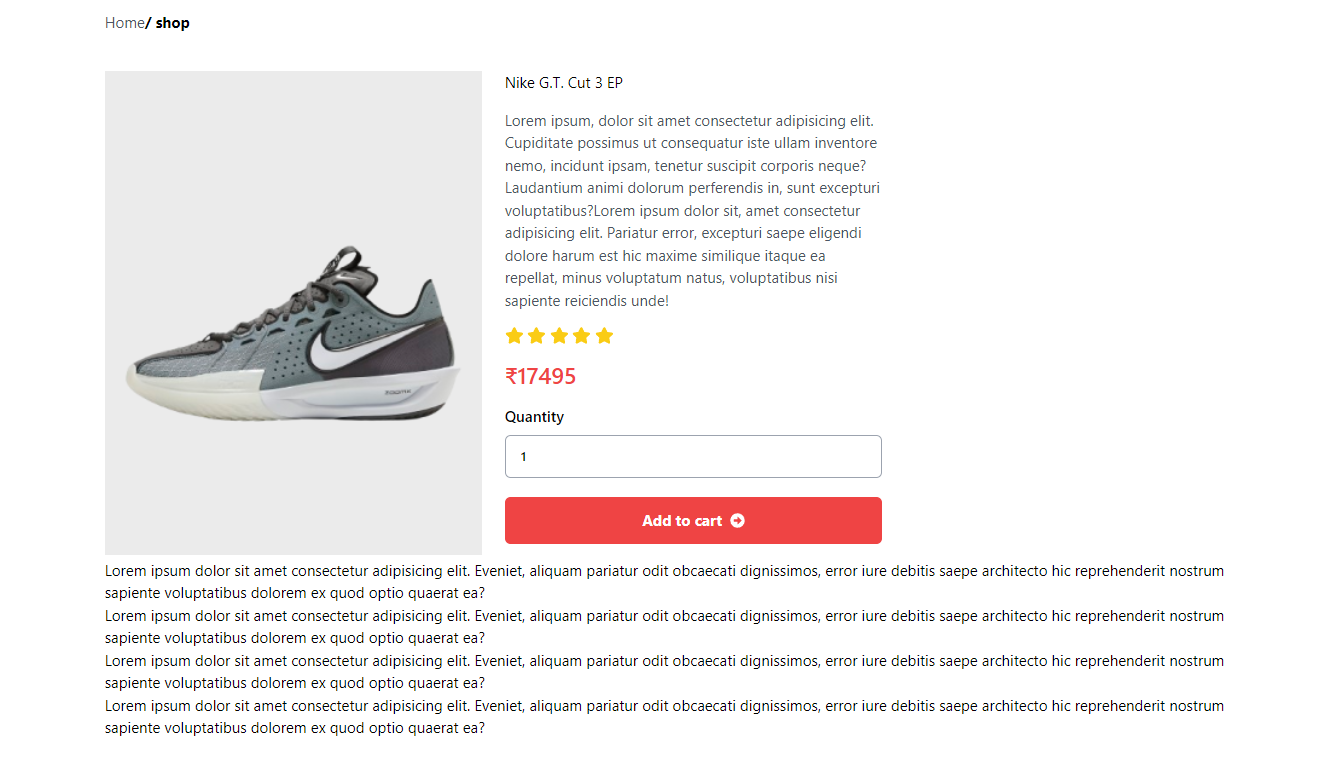 Home/ shop
Nike G.T. Cut 3 EP
Lorem ipsum, dolor sit amet consectetur adipisicing elit.
Cupiditate possimus ut consequatur iste ullam inventore
nemo, incidunt ipsam, tenetur suscipit corporis neque?
Laudantium animi dolorum perferendis in, sunt excepturi
voluptatibus?Lorem ipsum dolor sit, amet consectetur
adipisicing elit. Pariatur error, excepturi saepe eligendi
dolore harum est hic maxime similique itaque ea
repellat, minus voluptatum natus, voluptatibus nisi
sapiente reiciendis unde!
₹17495
Quantity
1
Add to cart
Lorem ipsum dolor sit amet consectetur adipisicing elit. Eveniet, aliquam pariatur odit obcaecati dignissimos, error iure debitis saepe architecto hic reprehenderit nostrum
sapiente voluptatibus dolorem ex quod optio quaerat ea?
Lorem ipsum dolor sit amet consectetur adipisicing elit. Eveniet, aliquam pariatur odit obcaecati dignissimos, error iure debitis saepe architecto hic reprehenderit nostrum
sapiente voluptatibus dolorem ex quod optio quaerat ea?
Lorem ipsum dolor sit amet consectetur adipisicing elit. Eveniet, aliquam pariatur odit obcaecati dignissimos, error iure debitis saepe architecto hic reprehenderit nostrum
sapiente voluptatibus dolorem ex quod optio quaerat ea?
Lorem ipsum dolor sit amet consectetur adipisicing elit. Eveniet, aliquam pariatur odit obcaecati dignissimos, error iure debitis saepe architecto hic reprehenderit nostrum
sapiente voluptatibus dolorem ex quod optio quaerat ea?